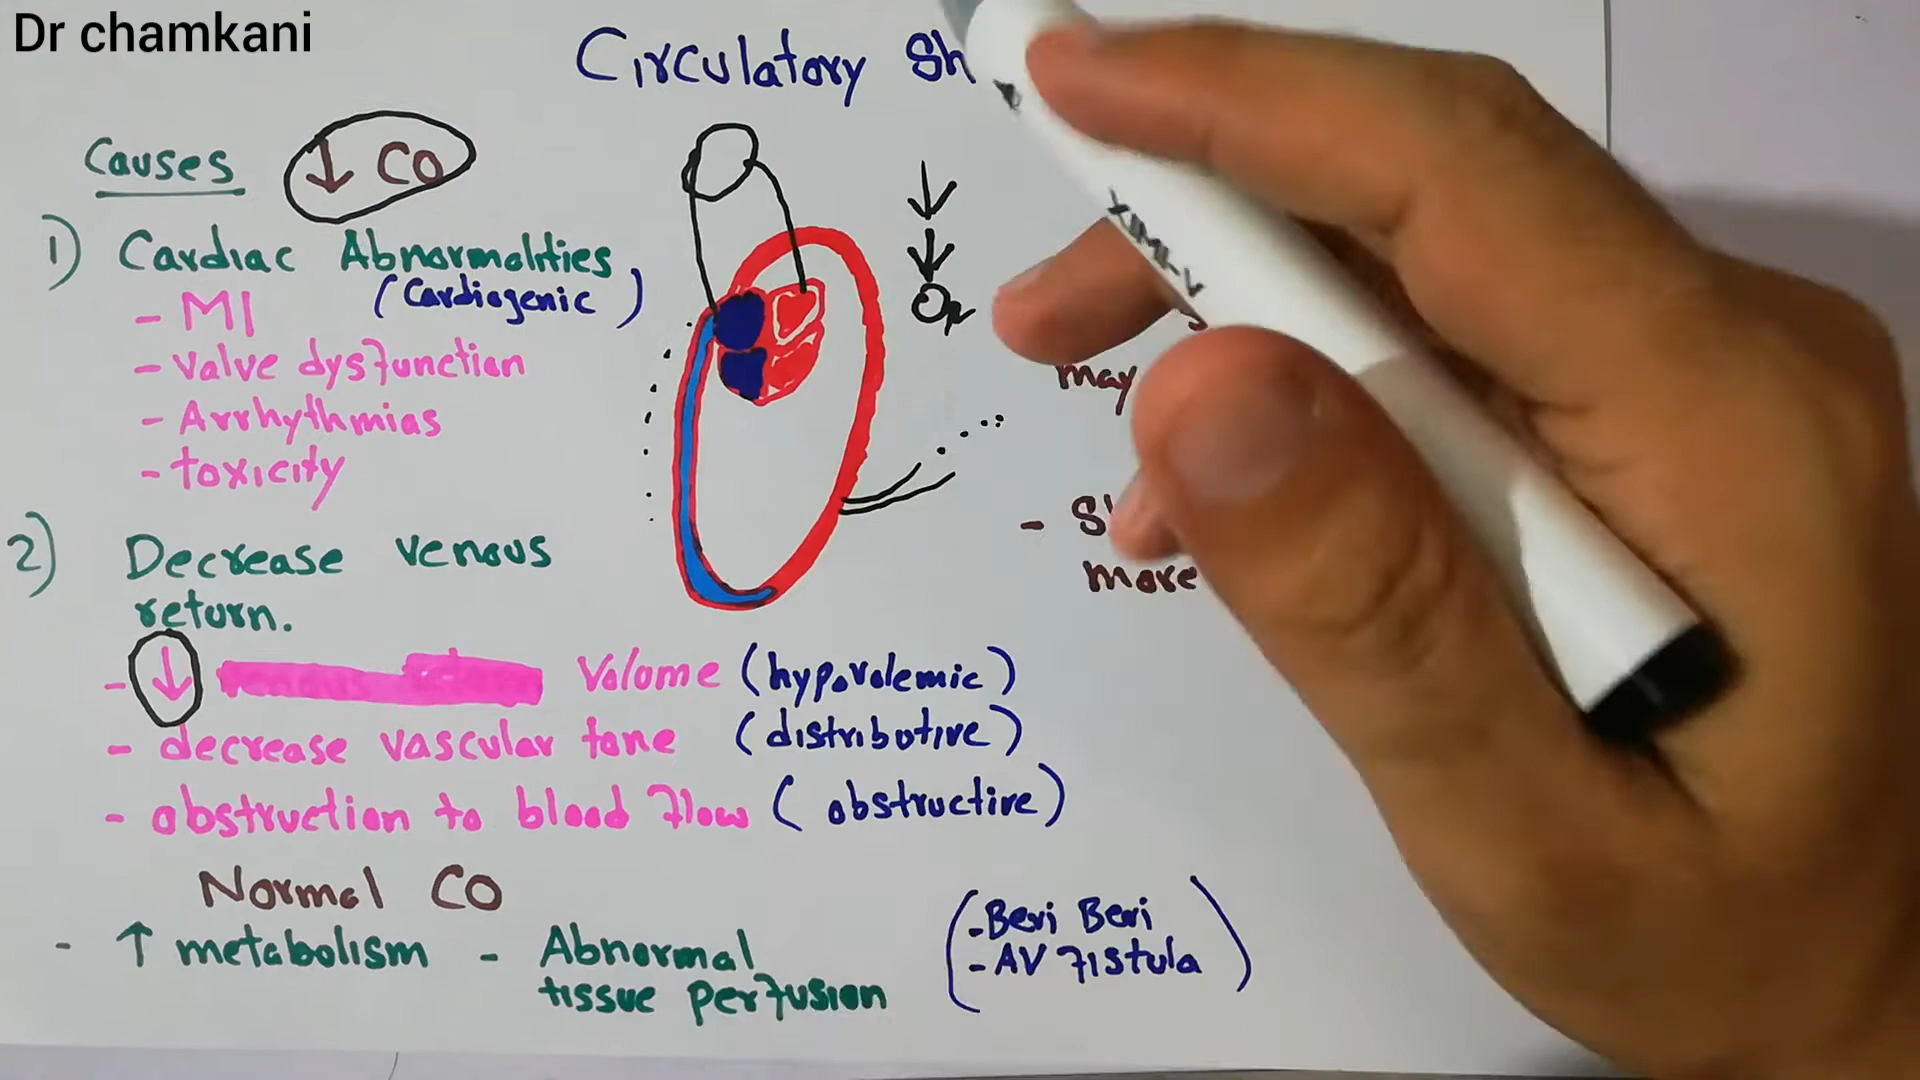 Dr chamkani
Circulatory Sh
Causes ↓ CO
1) Cardiac Abnormalities
(Cardiogenic)
- MI
- Valve dysfunction
- Arrhythmias
- toxicity
2) Decrease venous
return.
- ↓ Volume (hypovolemic)
- decrease vascular tone (distributive)
- obstruction to blood flow (obstructive)
Normal CO
- ↑ metabolism - Abnormal
tissue perfusion
(- Beri Beri
- AV fistula)
↓
↓
O₂
may
- Sh
more